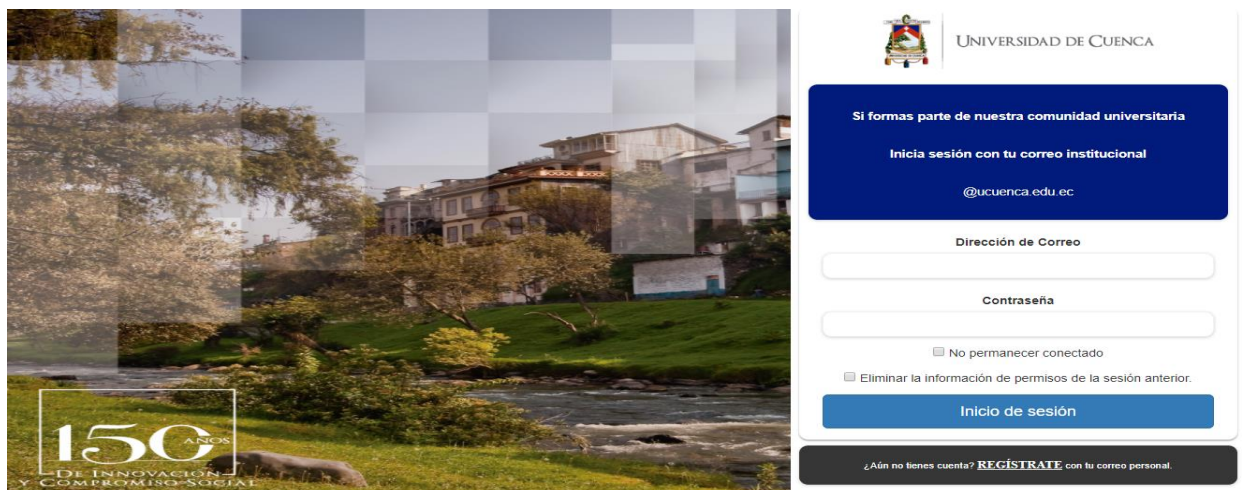 150 AÑOS
DE INNOVACIÓN
Y COMPROMISO SOCIAL
UNIVERSIDAD DE CUENCA
Si formas parte de nuestra comunidad universitaria
Inicia sesión con tu correo institucional
@ucuenca.edu.ec
Dirección de Correo
Contraseña
No permanecer conectado
Eliminar la información de permisos de la sesión anterior.
Inicio de sesión
¿Aún no tienes cuenta? REGÍSTRATE con tu correo personal.